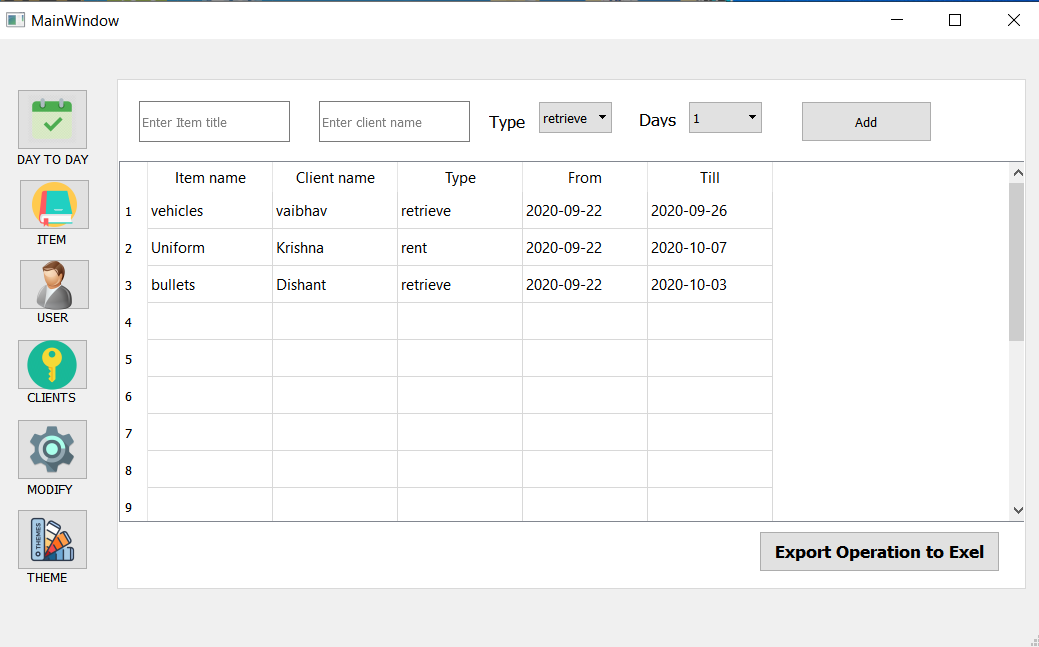 MainWindow
Enter Item title Enter client name Type retrieve Days 1 Add
DAY TO DAY
Item name Client name Type From Till
1 vehicles vaibhav retrieve 2020-09-22 2020-09-26
ITEM
2 Uniform Krishna rent 2020-09-22 2020-10-07
3 bullets Dishant retrieve 2020-09-22 2020-10-03
USER
4
5
6
CLIENTS
7
8
MODIFY
9
THEMES
Export Operation to Exel
THEME